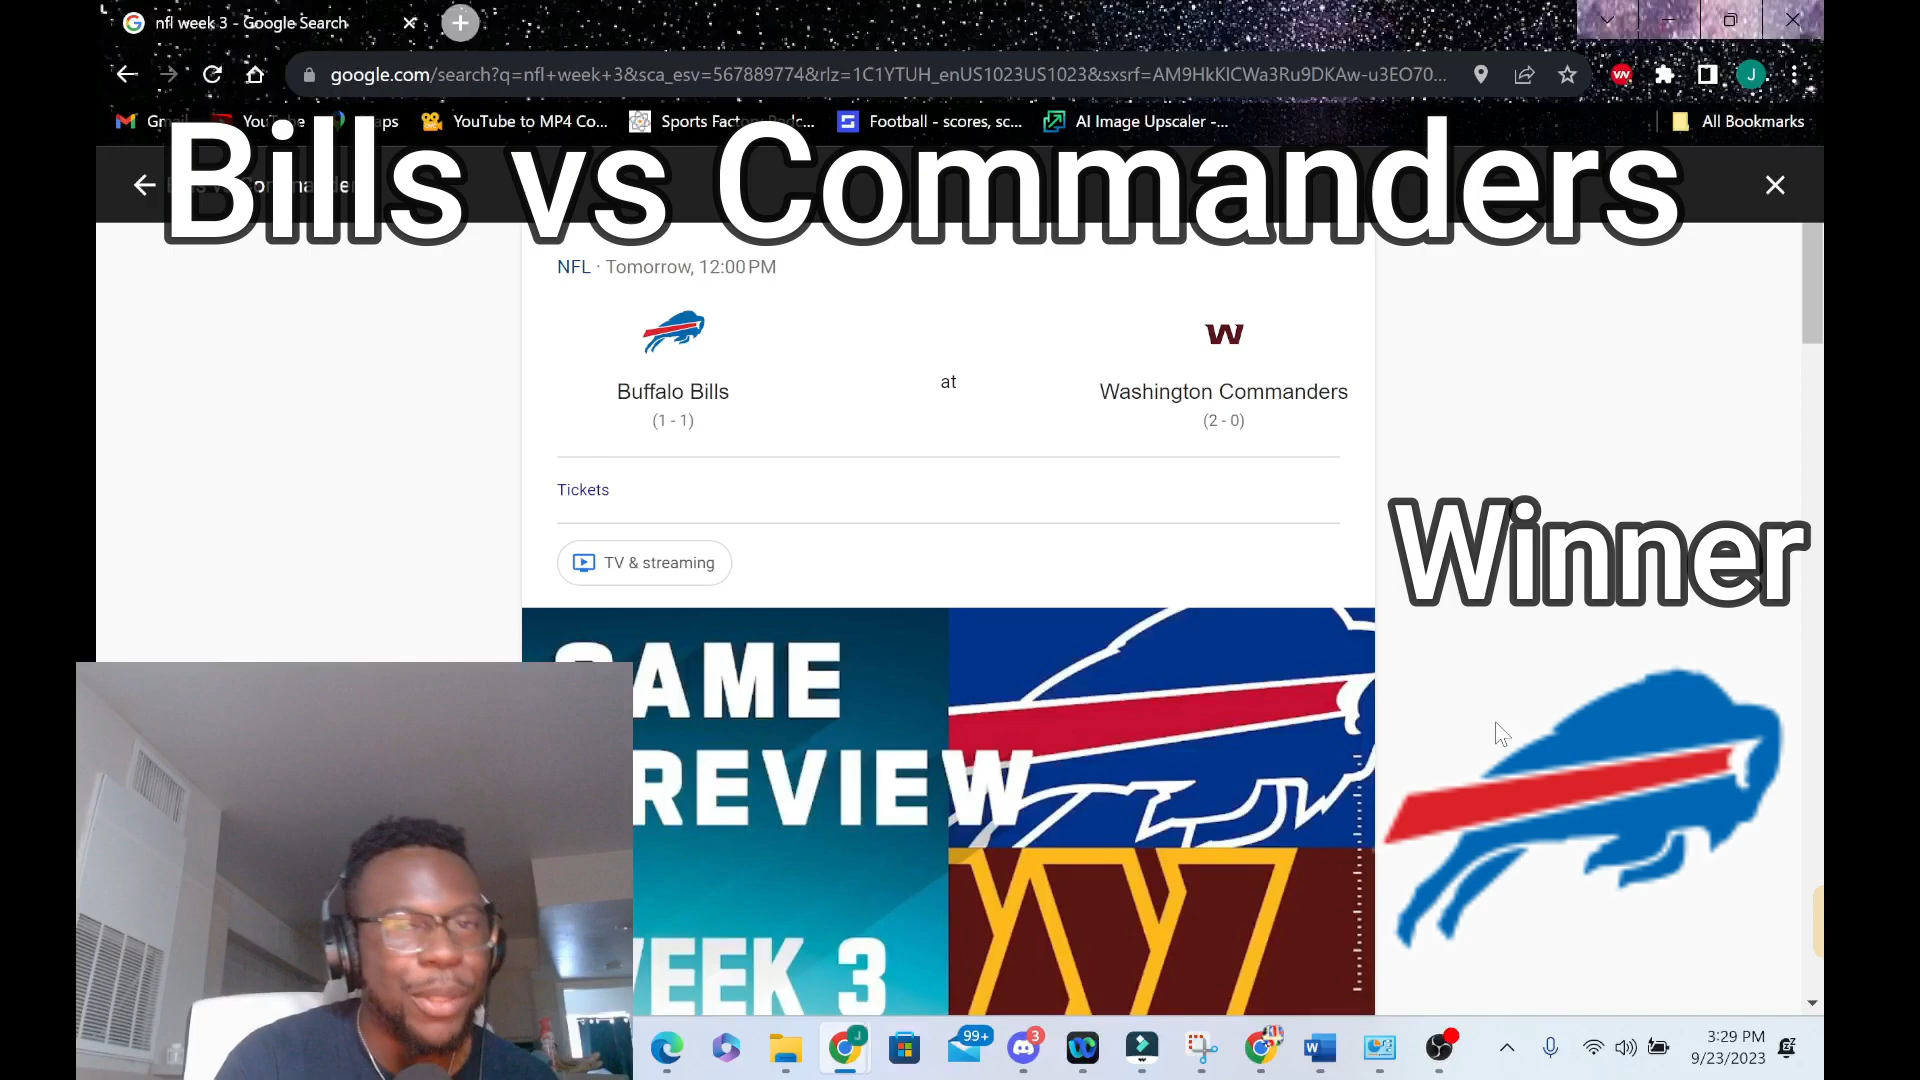 nfl week 3 - Google Search
google.com/search?q=nfl+week+3&sca_esv=567889774&rlz=1C1YTUH_enUS1023US1023&sxsrf=AM9HkKlCWa3Ru9DKAw-u3EO70...
YouTube to MP4 Co...
Football - scores, sc...
AI Image Upscaler -...
All Bookmarks
Bills vs Commanders
NFL · Tomorrow, 12:00 PM
W
Buffalo Bills
at
Washington Commanders
(1 - 1)
(2 - 0)
Tickets
TV & streaming
Winner
AME
REVIEW
EEK 3
99+
3
3:29 PM
9/23/2023